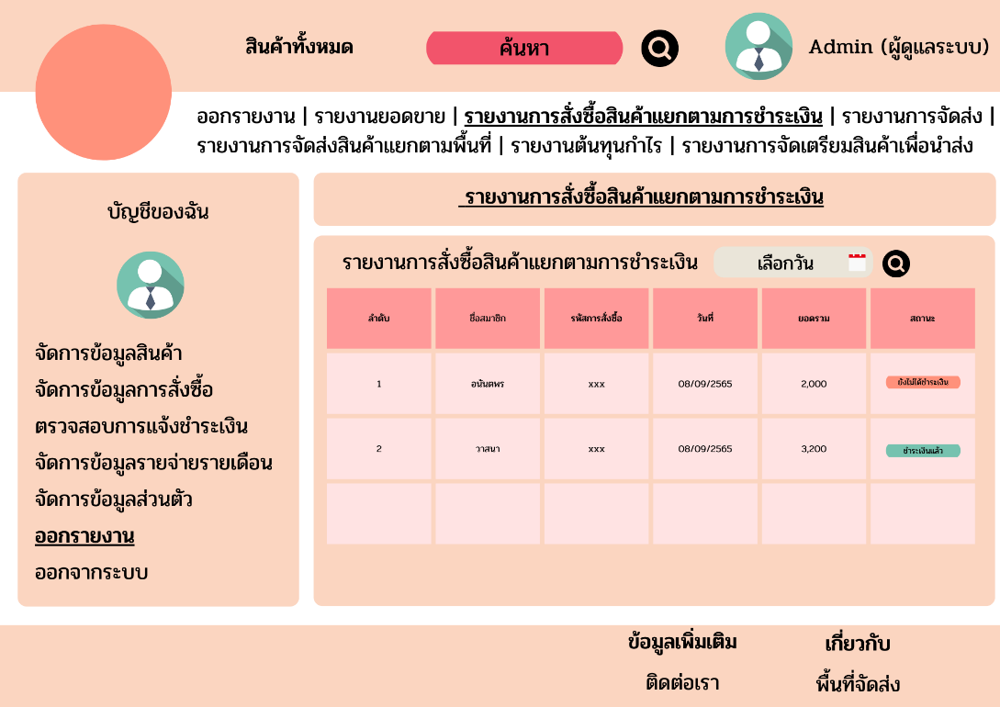 สินค้าทั้งหมด ค้นหา Admin (ผู้ดูแลระบบ)
ออกรายงาน | รายงานยอดขาย | รายงานการสั่งซื้อสินค้าแยกตามการชำระเงิน | รายงานการจัดส่ง |
รายงานการจัดส่งสินค้าแยกตามพื้นที่ | รายงานต้นทุนกำไร | รายงานการจัดเตรียมสินค้าเพื่อนำส่ง
บัญชีของฉัน
จัดการข้อมูลสินค้า
จัดการข้อมูลการสั่งซื้อ
ตรวจสอบการแจ้งชำระเงิน
จัดการข้อมูลรายจ่ายรายเดือน
จัดการข้อมูลส่วนตัว
ออกรายงาน
ออกจากระบบ
รายงานการสั่งซื้อสินค้าแยกตามการชำระเงิน
รายงานการสั่งซื้อสินค้าแยกตามการชำระเงิน เลือกวัน
ลำดับ ชื่อสมาชิก รหัสการสั่งซื้อ วันที่ ยอดรวม สถานะ
1 อนันตพร xxx 08/09/2565 2,000 ยังไม่ได้ชำระเงิน
2 วาสนา xxx 08/09/2565 3,200 ชำระเงินแล้ว
ข้อมูลเพิ่มเติม เกี่ยวกับ
ติดต่อเรา พื้นที่จัดส่ง